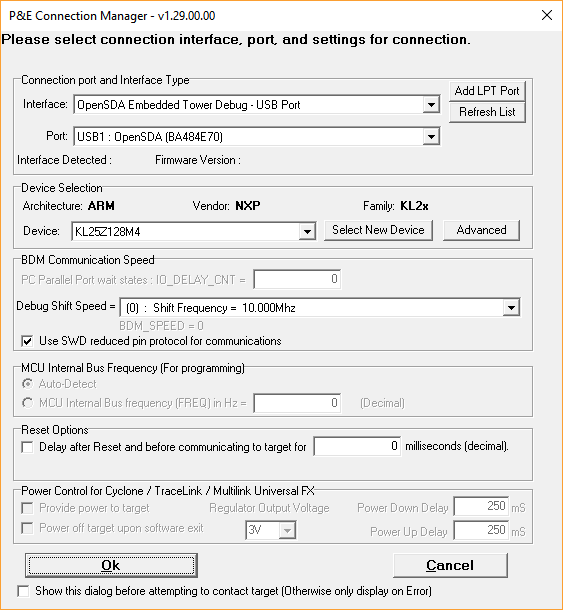 P&E Connection Manager - v1.29.00.00
Please select connection interface, port, and settings for connection.
Connection port and Interface Type
Add LPT Port
Interface: OpenSDA Embedded Tower Debug - USB Port
Refresh List
Port: USB1 : OpenSDA (BA484E70)
Interface Detected : Firmware Version :
Device Selection
Architecture: ARM Vendor: NXP Family: KL2x
Device: KL25Z128M4 Select New Device Advanced
BDM Communication Speed
PC Parallel Port wait states : IO_DELAY_CNT = 0
Debug Shift Speed = (0) : Shift Frequency = 10.000Mhz
BDM_SPEED = 0
Use SWD reduced pin protocol for communications
MCU Internal Bus Frequency (For programming)
Auto-Detect
MCU Internal Bus frequency (FREQ) in Hz = 0 (Decimal)
Reset Options
Delay after Reset and before communicating to target for 0 milliseconds (decimal).
Power Control for Cyclone / TraceLink / Multilink Universal FX
Provide power to target Regulator Output Voltage Power Down Delay 250 mS
Power off target upon software exit 3V Power Up Delay 250 mS
Ok Cancel
Show this dialog before attempting to contact target (Otherwise only display on Error)